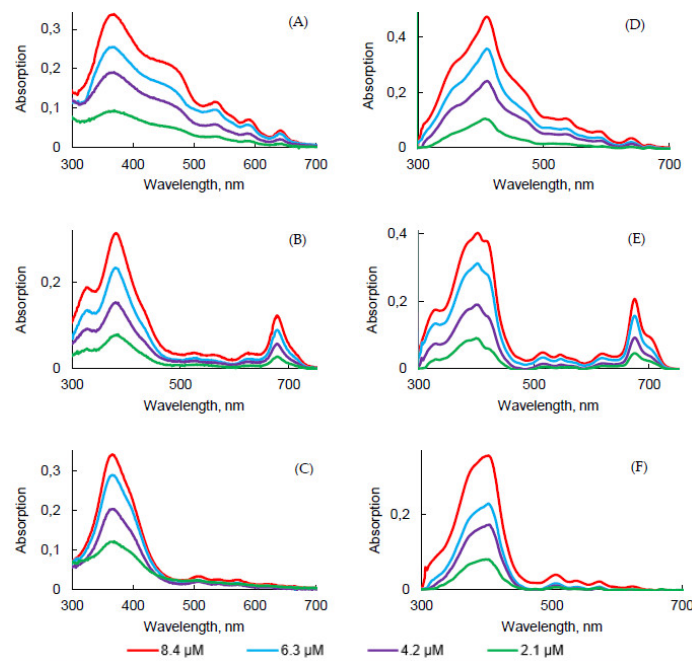 (A)
Absorption
0,3
0,2
0,1
0
300 400 500 600 700
Wavelength, nm
(D)
Absorption
0,4
0,2
0
300 500 700
Wavelength, nm
(B)
Absorption
0,2
0
300 500 700
Wavelength, nm
(E)
Absorption
0,4
0,2
0
300 500 700
Wavelength, nm
(C)
Absorption
0,3
0,2
0,1
0
300 400 500 600 700
Wavelength, nm
(F)
Absorption
0,2
0
300 500 700
Wavelength, nm
8.4 µM 6.3 µM 4.2 µM 2.1 µM